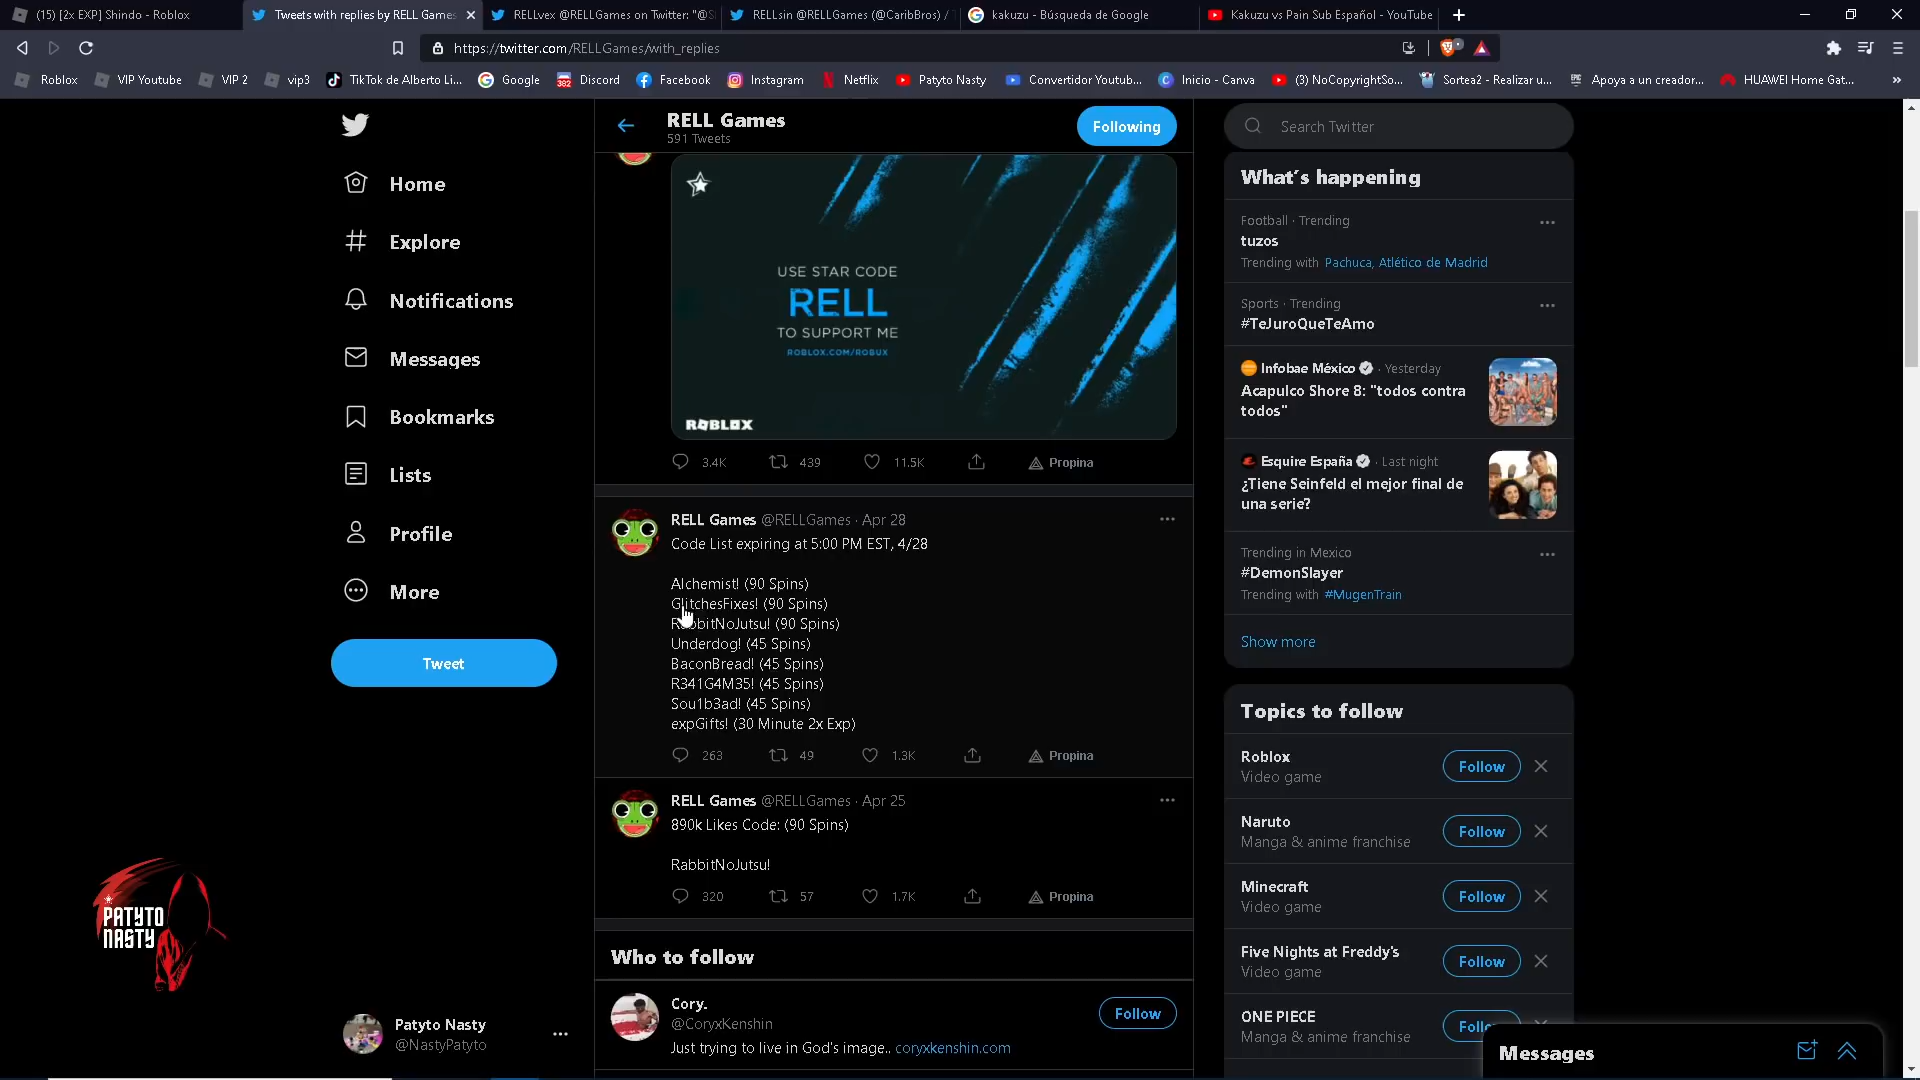 (15) [2x EXP] Shindo - Roblox
Tweets with replies by RELL Games
RELLvex @RELLGames on Twitter: "@S
RELLsin @RELLGames (@CaribBros) /
kakuzu - Búsqueda de Google
Kakuzu vs Pain Sub Español - YouTube
https://twitter.com/RELLGames/with_replies
Roblox
VIP Youtube
VIP 2
vip3
TikTok de Alberto Li...
Google
Discord
Facebook
Instagram
Netflix
Patyto Nasty
Convertidor Youtub...
Inicio - Canva
(3) NoCopyrightSo...
Sortea2 - Realizar u...
Apoya a un creador...
HUAWEI Home Gat...
Home
Explore
Notifications
Messages
Bookmarks
Lists
Profile
More
Tweet
PATYTO
NASTY
Patyto Nasty
@NastyPatyto
RELL Games
591 Tweets
Following
USE STAR CODE
RELL
TO SUPPORT ME
ROBLOX.COM/ROBUX
ROBLOX
3.4K 439 11.5K Propina
RELL Games @RELLGames · Apr 28
Code List expiring at 5:00 PM EST, 4/28
Alchemist! (90 Spins)
GlitchesFixes! (90 Spins)
RabbitNoJutsu! (90 Spins)
Underdog! (45 Spins)
BaconBread! (45 Spins)
R341G4M35! (45 Spins)
Sou1b3ad! (45 Spins)
expGifts! (30 Minute 2x Exp)
263 49 1.3K Propina
RELL Games @RELLGames · Apr 25
890k Likes Code: (90 Spins)
RabbitNoJutsu!
320 57 1.7K Propina
Who to follow
Cory.
@CoryxKenshin
Follow
Just trying to live in God's image.. coryxkenshin.com
Search Twitter
What's happening
Football · Trending
tuzos
Trending with Pachuca, Atlético de Madrid
Sports · Trending
#TeJuroQueTeAmo
Infobae México · Yesterday
Acapulco Shore 8: "todos contra
todos"
Esquire España · Last night
¿Tiene Seinfeld el mejor final de
una serie?
Trending in Mexico
#DemonSlayer
Trending with #MugenTrain
Show more
Topics to follow
Roblox
Video game
Follow
Naruto
Manga & anime franchise
Follow
Minecraft
Video game
Follow
Five Nights at Freddy's
Video game
Follow
ONE PIECE
Manga & anime franchise
Messages